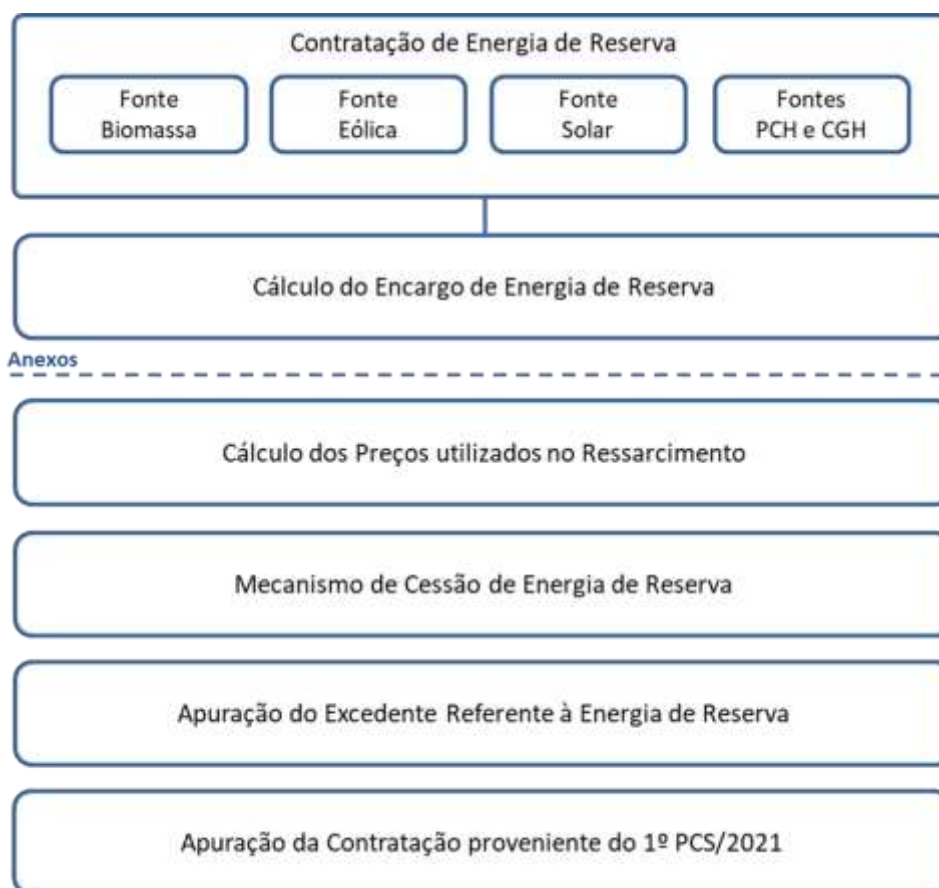 Contratação de Energia de Reserva
Fonte
Biomassa
Fonte
Eólica
Fonte
Solar
Fontes
PCH e CGH
Cálculo do Encargo de Energia de Reserva
Anexos
Cálculo dos Preços utilizados no Ressarcimento
Mecanismo de Cessão de Energia de Reserva
Apuração do Excedente Referente à Energia de Reserva
Apuração da Contratação proveniente do 1º PCS/2021